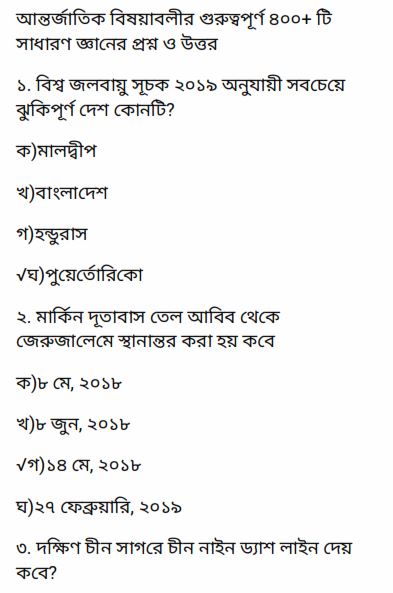 আন্তর্জাতিক বিষয়াবলীর গুরুত্বপূর্ণ ৪০০+ টি
সাধারণ জ্ঞানের প্রশ্ন ও উত্তর
১. বিশ্ব জলবায়ু সূচক ২০১৯ অনুযায়ী সবচেয়ে
ঝুকিপূর্ণ দেশ কোনটি?
ক)মালদ্বীপ
খ)বাংলাদেশ
গ)হন্ডুরাস
√ঘ)পুয়ের্তোরিকো
২. মার্কিন দূতাবাস তেল আবিব থেকে
জেরুজালেমে স্থানান্তর করা হয় কবে
ক)৮ মে, ২০১৮
খ)৮ জুন, ২০১৮
√গ)১৪ মে, ২০১৮
ঘ)২৭ ফেব্রুয়ারি, ২০১৯
৩. দক্ষিণ চীন সাগরে চীন নাইন ড্যাশ লাইন দেয়
কবে?